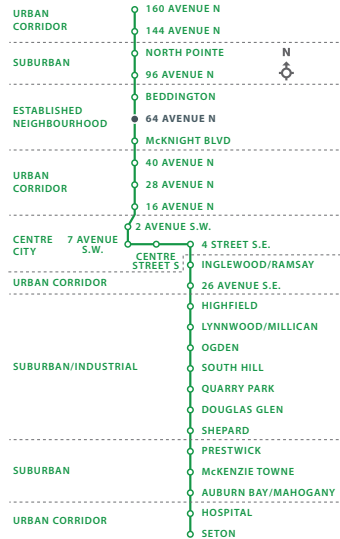 URBAN
CORRIDOR
160 AVENUE N
144 AVENUE N
SUBURBAN
NORTH POINTE
96 AVENUE N
N
ESTABLISHED
NEIGHBOURHOOD
BEDDINGTON
64 AVENUE N
McKNIGHT BLVD
URBAN
CORRIDOR
40 AVENUE N
28 AVENUE N
16 AVENUE N
CENTRE
CITY
2 AVENUE S.W.
7 AVENUE
S.W.
CENTRE
STREET S
4 STREET S.E.
INGLEWOOD/RAMSAY
URBAN CORRIDOR
26 AVENUE S.E.
SUBURBAN/INDUSTRIAL
HIGHFIELD
LYNNWOOD/MILLICAN
OGDEN
SOUTH HILL
QUARRY PARK
DOUGLAS GLEN
SHEPARD
SUBURBAN
PRESTWICK
McKENZIE TOWNE
AUBURN BAY/MAHOGANY
URBAN CORRIDOR
HOSPITAL
SETON